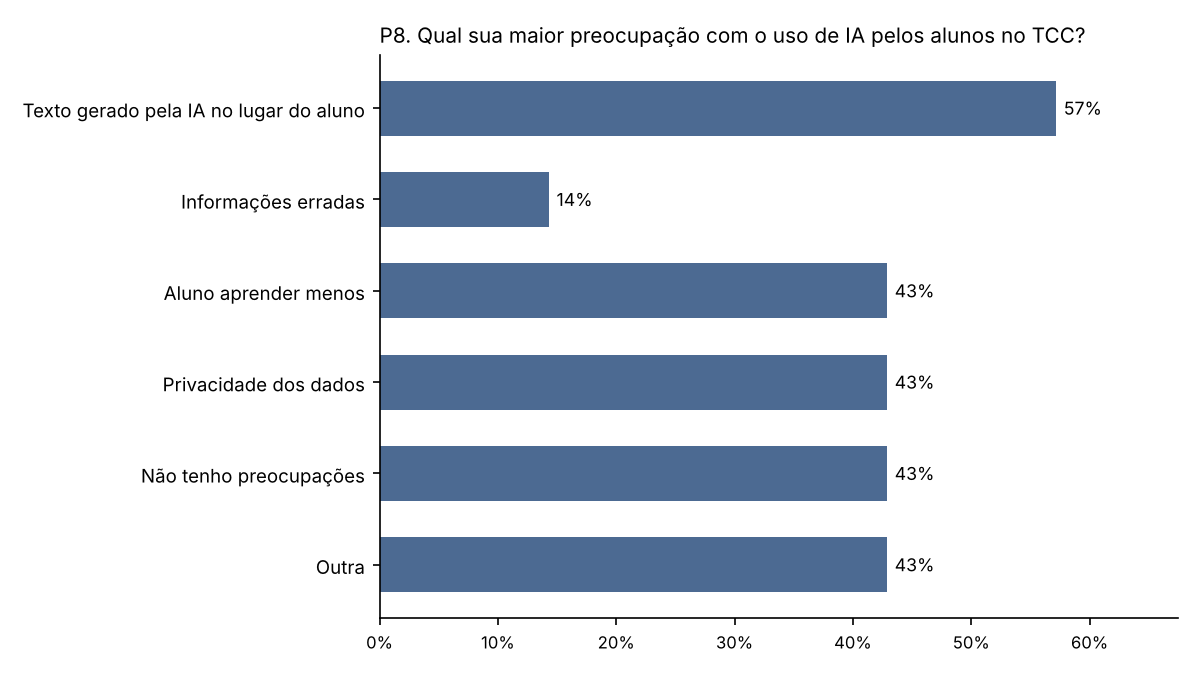 P8. Qual sua maior preocupação com o uso de IA pelos alunos no TCC?
Texto gerado pela IA no lugar do aluno 57%
Informações erradas 14%
Aluno aprender menos 43%
Privacidade dos dados 43%
Não tenho preocupações 43%
Outra 43%
0% 10% 20% 30% 40% 50% 60%